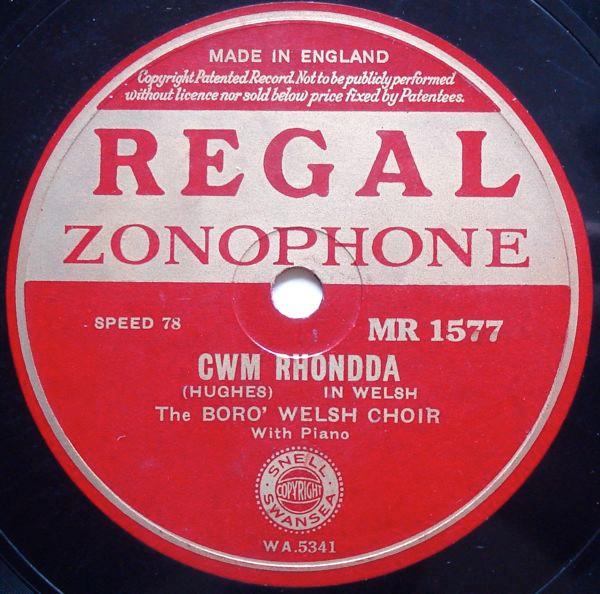 MADE IN ENGLAND
Copyright Patented Record. Not to be publicly performed
without licence nor sold below price fixed by Patentees.
REGAL
ZONOPHONE
SPEED 78 MR 1577
CWM RHONDDA
(HUGHES) IN WELSH
The BORO' WELSH CHOIR
With Piano
SNELL
COPYRIGHT
SWANSEA
WA.5341